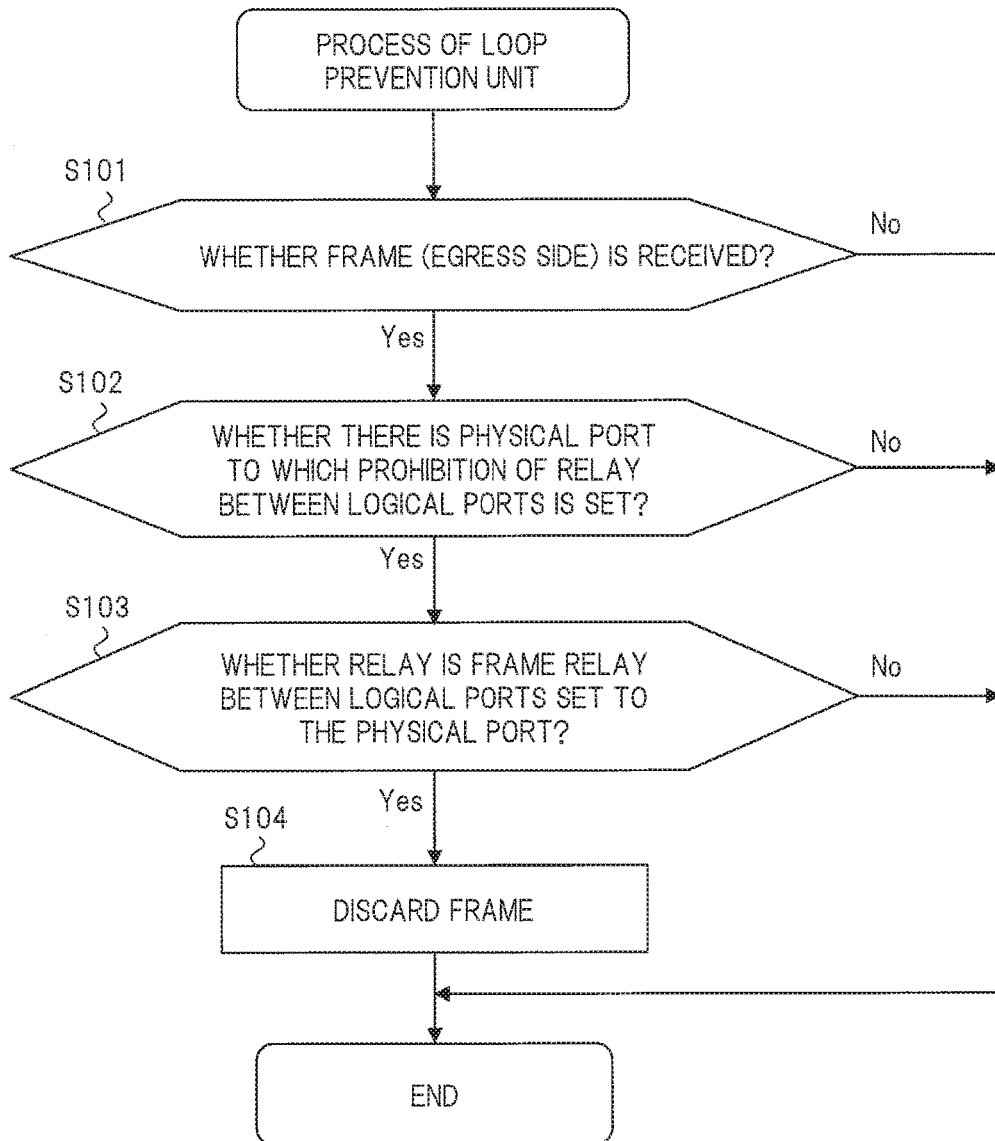 PROCESS OF LOOP
PREVENTION UNIT
S101
WHETHER FRAME (EGRESS SIDE) IS RECEIVED?
No
Yes
S102
WHETHER THERE IS PHYSICAL PORT
TO WHICH PROHIBITION OF RELAY
BETWEEN LOGICAL PORTS IS SET?
No
Yes
S103
WHETHER RELAY IS FRAME RELAY
BETWEEN LOGICAL PORTS SET TO
THE PHYSICAL PORT?
No
Yes
S104
DISCARD FRAME
END